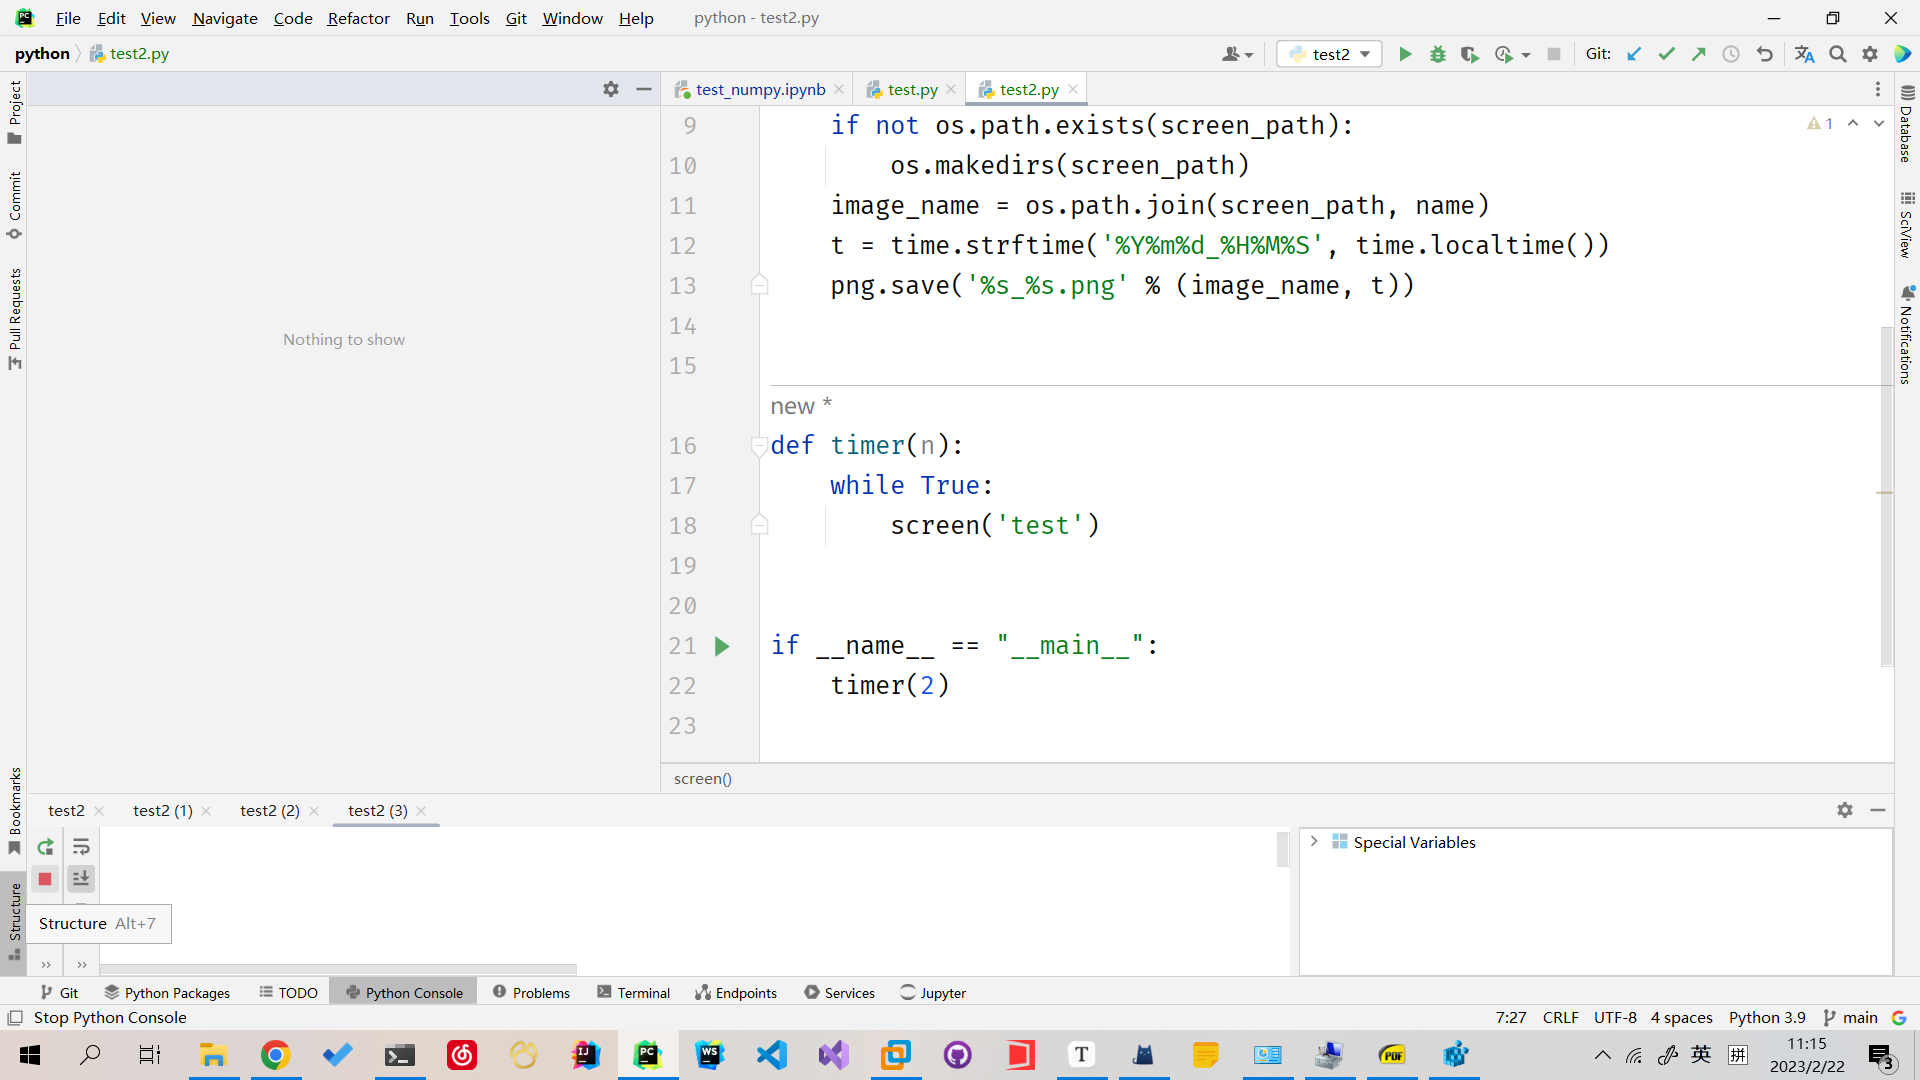 File Edit View Navigate Code Refactor Run Tools Git Window Help python - test2.py
python test2.py test2 Git:
Project
Commit
Pull Requests
Bookmarks
Structure
Nothing to show
test_numpy.ipynb test.py test2.py
9 if not os.path.exists(screen_path):
10 os.makedirs(screen_path)
11 image_name = os.path.join(screen_path, name)
12 t = time.strftime('%Y%m%d_%H%M%S', time.localtime())
13 png.save('%s_%s.png' % (image_name, t))
14
15
new *
16 def timer(n):
17 while True:
18 screen('test')
19
20
21 if __name__ == "__main__":
22 timer(2)
23
1
screen()
Database
SciView
Notifications
test2 test2 (1) test2 (2) test2 (3)
Special Variables
Structure Alt+7
Git Python Packages TODO Python Console Problems Terminal Endpoints Services Jupyter
Stop Python Console 7:27 CRLF UTF-8 4 spaces Python 3.9 main
PC IJ PC WS T PDF 英 拼 11:15
2023/2/22 3